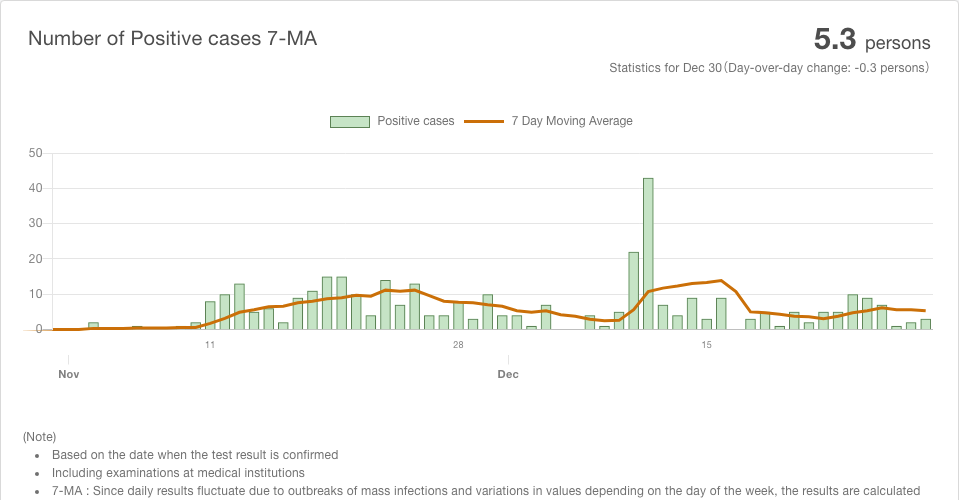 Number of Positive cases 7-MA
5.3 persons
Statistics for Dec 30（Day-over-day change: -0.3 persons）
Positive cases 7 Day Moving Average
50
40
30
20
10
0
11 28 15
Nov Dec
(Note)
• Based on the date when the test result is confirmed
• Including examinations at medical institutions
• 7-MA : Since daily results fluctuate due to outbreaks of mass infections and variations in values depending on the day of the week, the results are calculated